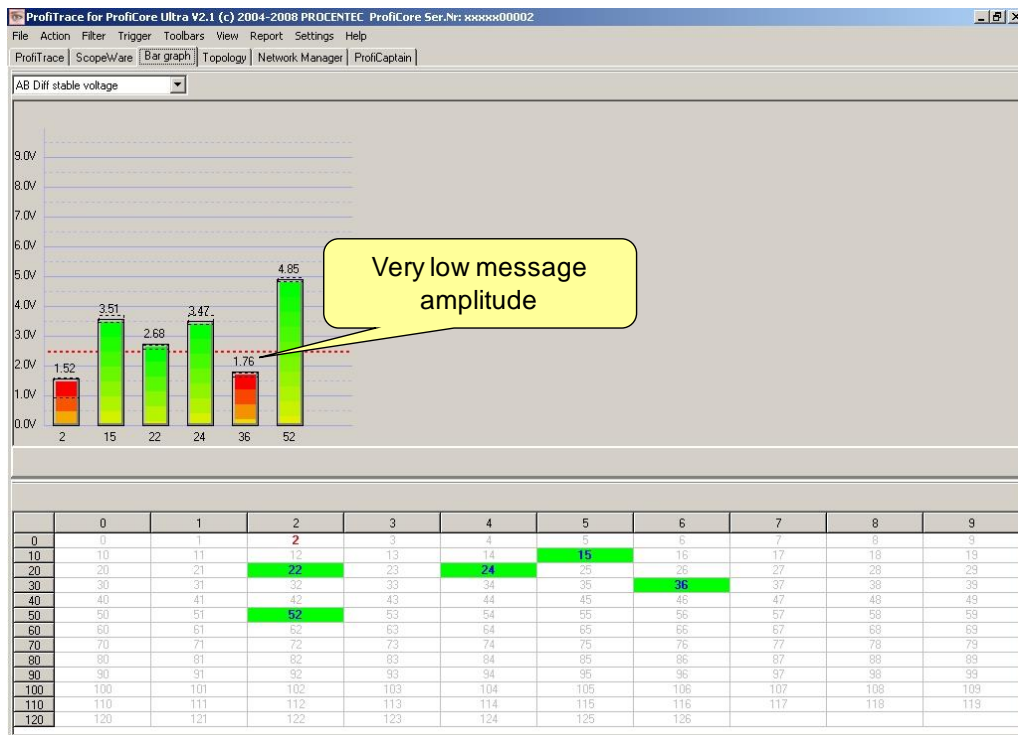 ProfiTrace for ProfiCore Ultra V2.1 (c) 2004-2008 PROCENTEC ProfiCore Ser.Nr: xxxxx00002
File Action Filter Trigger Toolbars View Report Settings Help
ProfiTrace ScopeWare Bar graph Topology Network Manager ProfiCaptain
AB Diff stable voltage
9.0V
8.0V
7.0V
6.0V
5.0V
4.0V
3.0V
2.0V
1.0V
0.0V
1.52 3.51 2.68 3.47 1.76 4.85
2 15 22 24 36 52
Very low message
amplitude
0 1 2 3 4 5 6 7 8 9
0 0 1 2 3 4 5 6 7 8 9
10 10 11 12 13 14 15 16 17 18 19
20 20 21 22 23 24 25 26 27 28 29
30 30 31 32 33 34 35 36 37 38 39
40 40 41 42 43 44 45 46 47 48 49
50 50 51 52 53 54 55 56 57 58 59
60 60 61 62 63 64 65 66 67 68 69
70 70 71 72 73 74 75 76 77 78 79
80 80 81 82 83 84 85 86 87 88 89
90 90 91 92 93 94 95 96 97 98 99
100 100 101 102 103 104 105 106 107 108 109
110 110 111 112 113 114 115 116 117 118 119
120 120 121 122 123 124 125 126